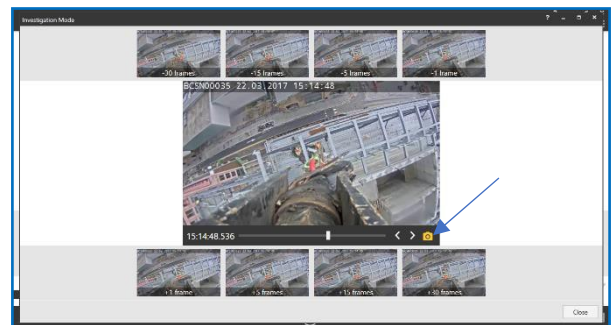 Investigation Mode
-30 frames
-15 frames
-5 frames
-1 frame
BCSN00035 22.03.2017 15:14:48
15:14:48.536
+1 frame
+5 frames
+15 frames
+30 frames
Close